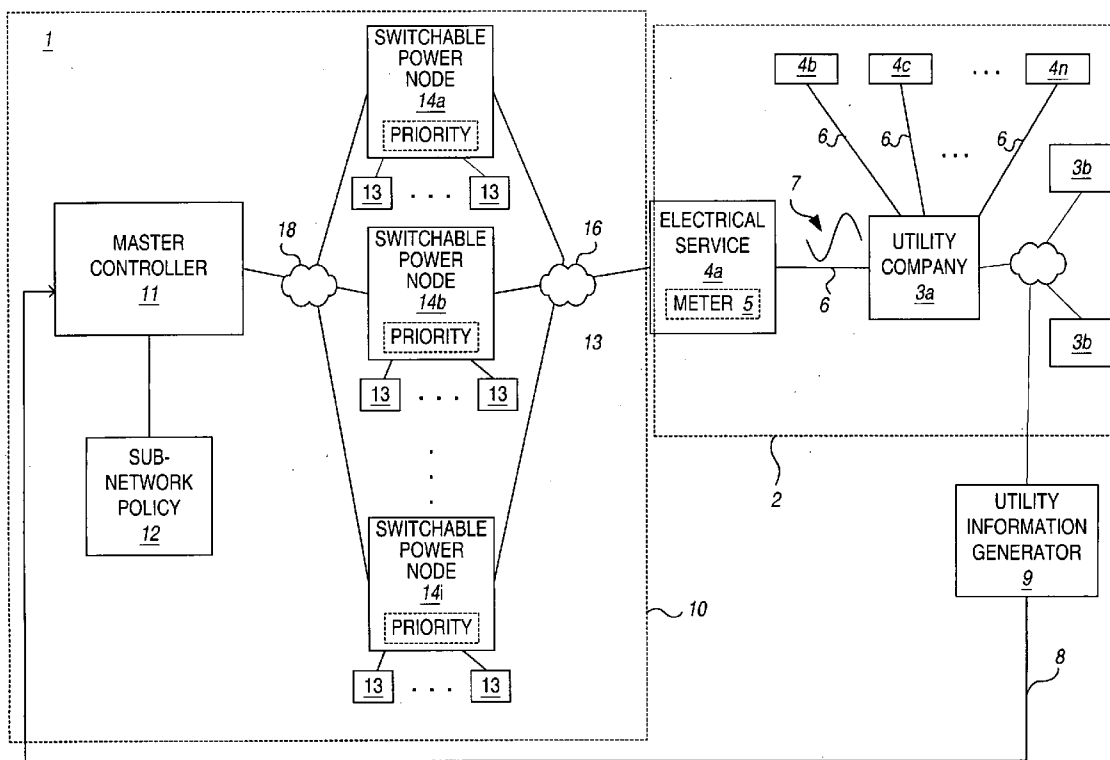 1
SWITCHABLE
POWER
NODE
14a
PRIORITY
13 . . . 13
MASTER
CONTROLLER
11
SUB-
NETWORK
POLICY
12
18
SWITCHABLE
POWER
NODE
14b
PRIORITY
13 . . . 13
SWITCHABLE
POWER
NODE
14i
PRIORITY
13 . . . 13
16
13
10
4b 4c . . . 4n
6 6 . . . 6
3b
7
ELECTRICAL
SERVICE
4a
METER 5
6
UTILITY
COMPANY
3a
3b
2
UTILITY
INFORMATION
GENERATOR
9
8